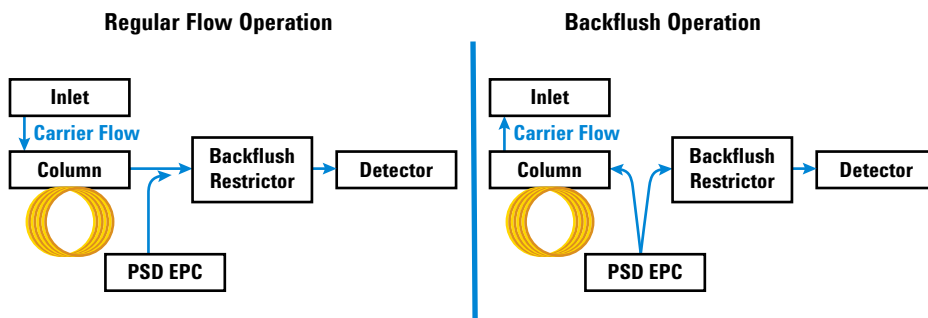 Regular Flow Operation
Inlet
Carrier Flow
Column
Backflush
Restrictor
Detector
PSD EPC
Backflush Operation
Inlet
Carrier Flow
Column
Backflush
Restrictor
Detector
PSD EPC